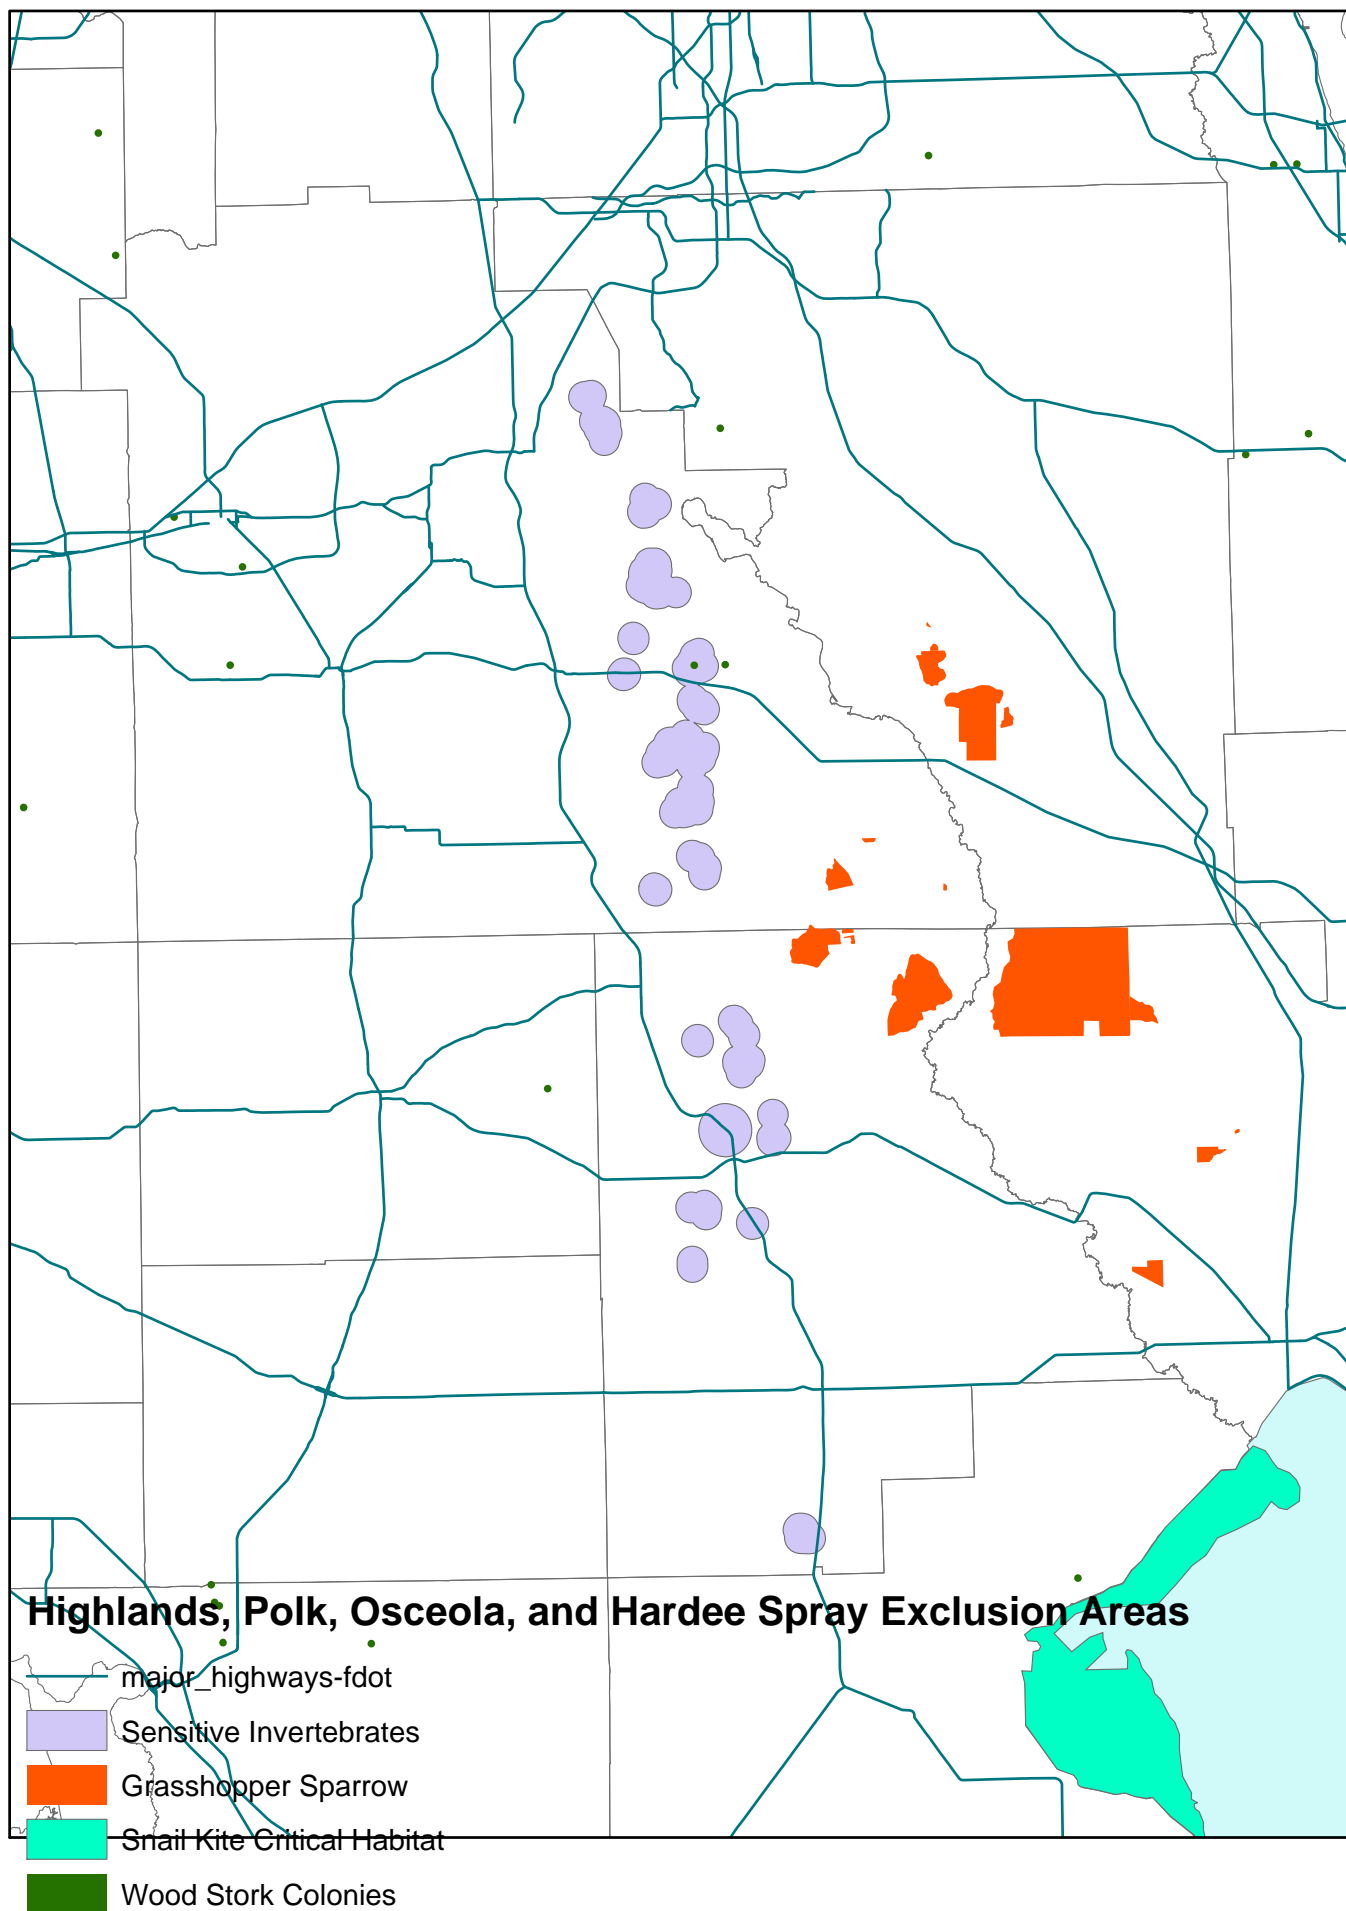 Highlands, Polk, Osceola, and Hardee Spray Exclusion Areas
major_highways-fdot
Sensitive Invertebrates
Grasshopper Sparrow
Snail Kite Critical Habitat
Wood Stork Colonies